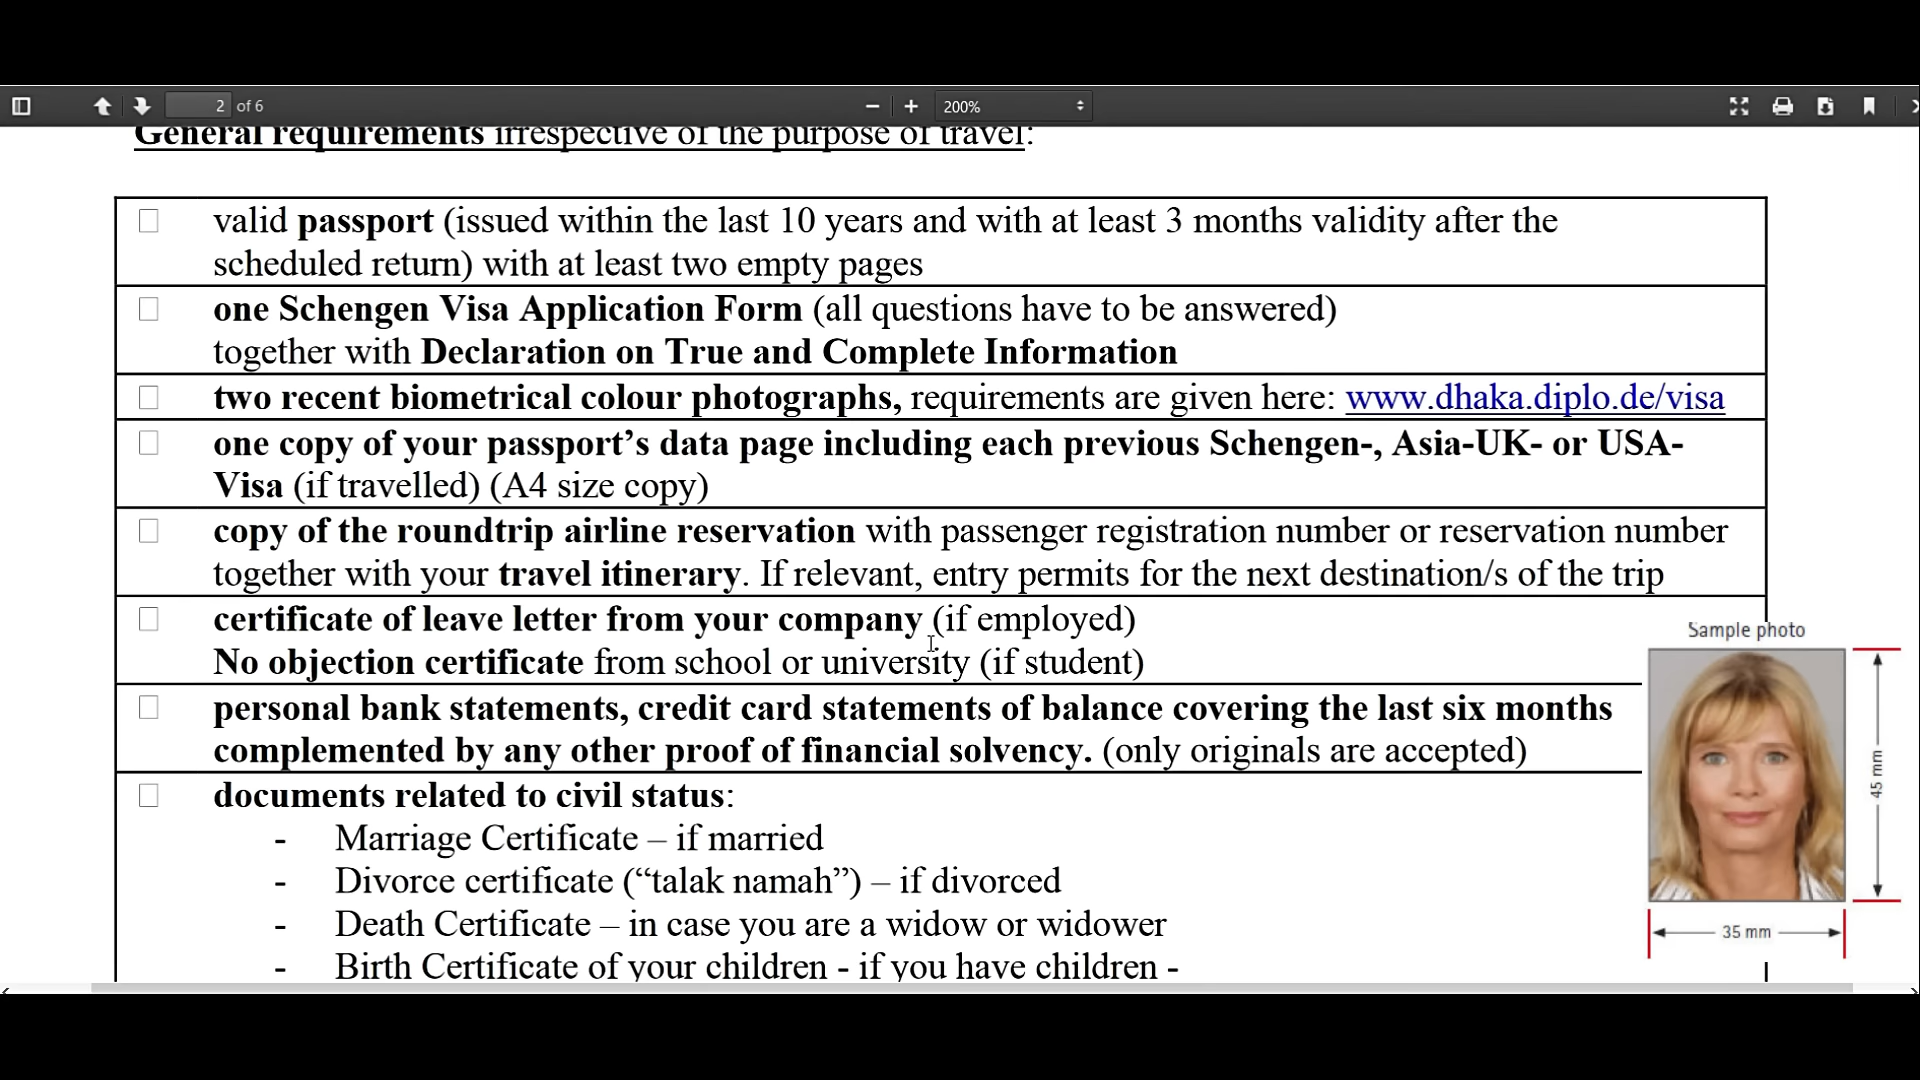 2 of 6
200%
General requirements irrespective of the purpose of travel:
valid passport (issued within the last 10 years and with at least 3 months validity after the
scheduled return) with at least two empty pages
one Schengen Visa Application Form (all questions have to be answered)
together with Declaration on True and Complete Information
two recent biometrical colour photographs, requirements are given here: www.dhaka.diplo.de/visa
one copy of your passport’s data page including each previous Schengen-, Asia-UK- or USA-
Visa (if travelled) (A4 size copy)
copy of the roundtrip airline reservation with passenger registration number or reservation number
together with your travel itinerary. If relevant, entry permits for the next destination/s of the trip
certificate of leave letter from your company (if employed)
No objection certificate from school or university (if student)
personal bank statements, credit card statements of balance covering the last six months
complemented by any other proof of financial solvency. (only originals are accepted)
documents related to civil status:
- Marriage Certificate – if married
- Divorce certificate (“talak namah”) – if divorced
- Death Certificate – in case you are a widow or widower
- Birth Certificate of your children - if you have children -
Sample photo
45 mm
35 mm